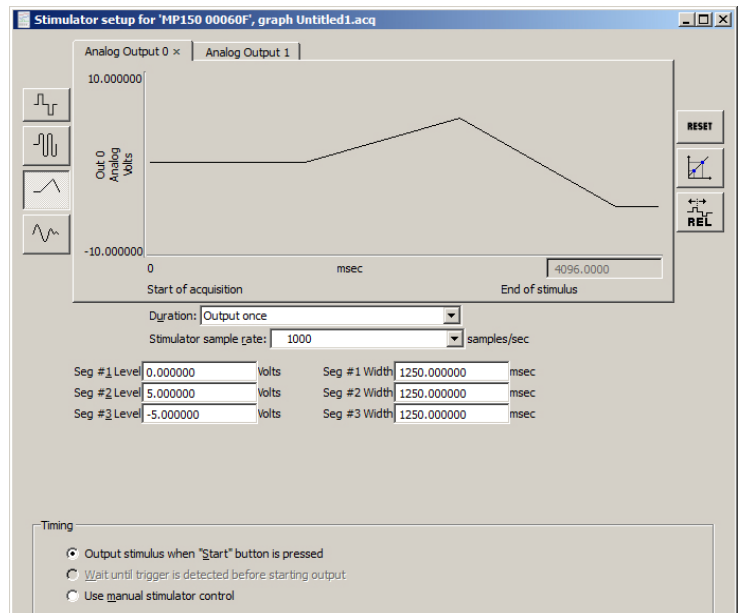 Stimulator setup for 'MP150 00060F', graph Untitled1.acq
Analog Output 0 × Analog Output 1
10.000000
Out 0
Analog
Volts
-10.000000
0 msec 4096.0000
Start of acquisition End of stimulus
RESET
REL
Duration: Output once
Stimulator sample rate: 1000 samples/sec
Seg #1 Level 0.000000 Volts Seg #1 Width 1250.000000 msec
Seg #2 Level 5.000000 Volts Seg #2 Width 1250.000000 msec
Seg #3 Level -5.000000 Volts Seg #3 Width 1250.000000 msec
Timing
Output stimulus when "Start" button is pressed
Wait until trigger is detected before starting output
Use manual stimulator control